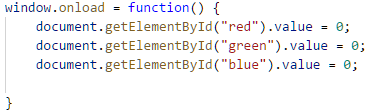 window.onload = function() {
    document.getElementById("red").value = 0;
    document.getElementById("green").value = 0;
    document.getElementById("blue").value = 0;
}